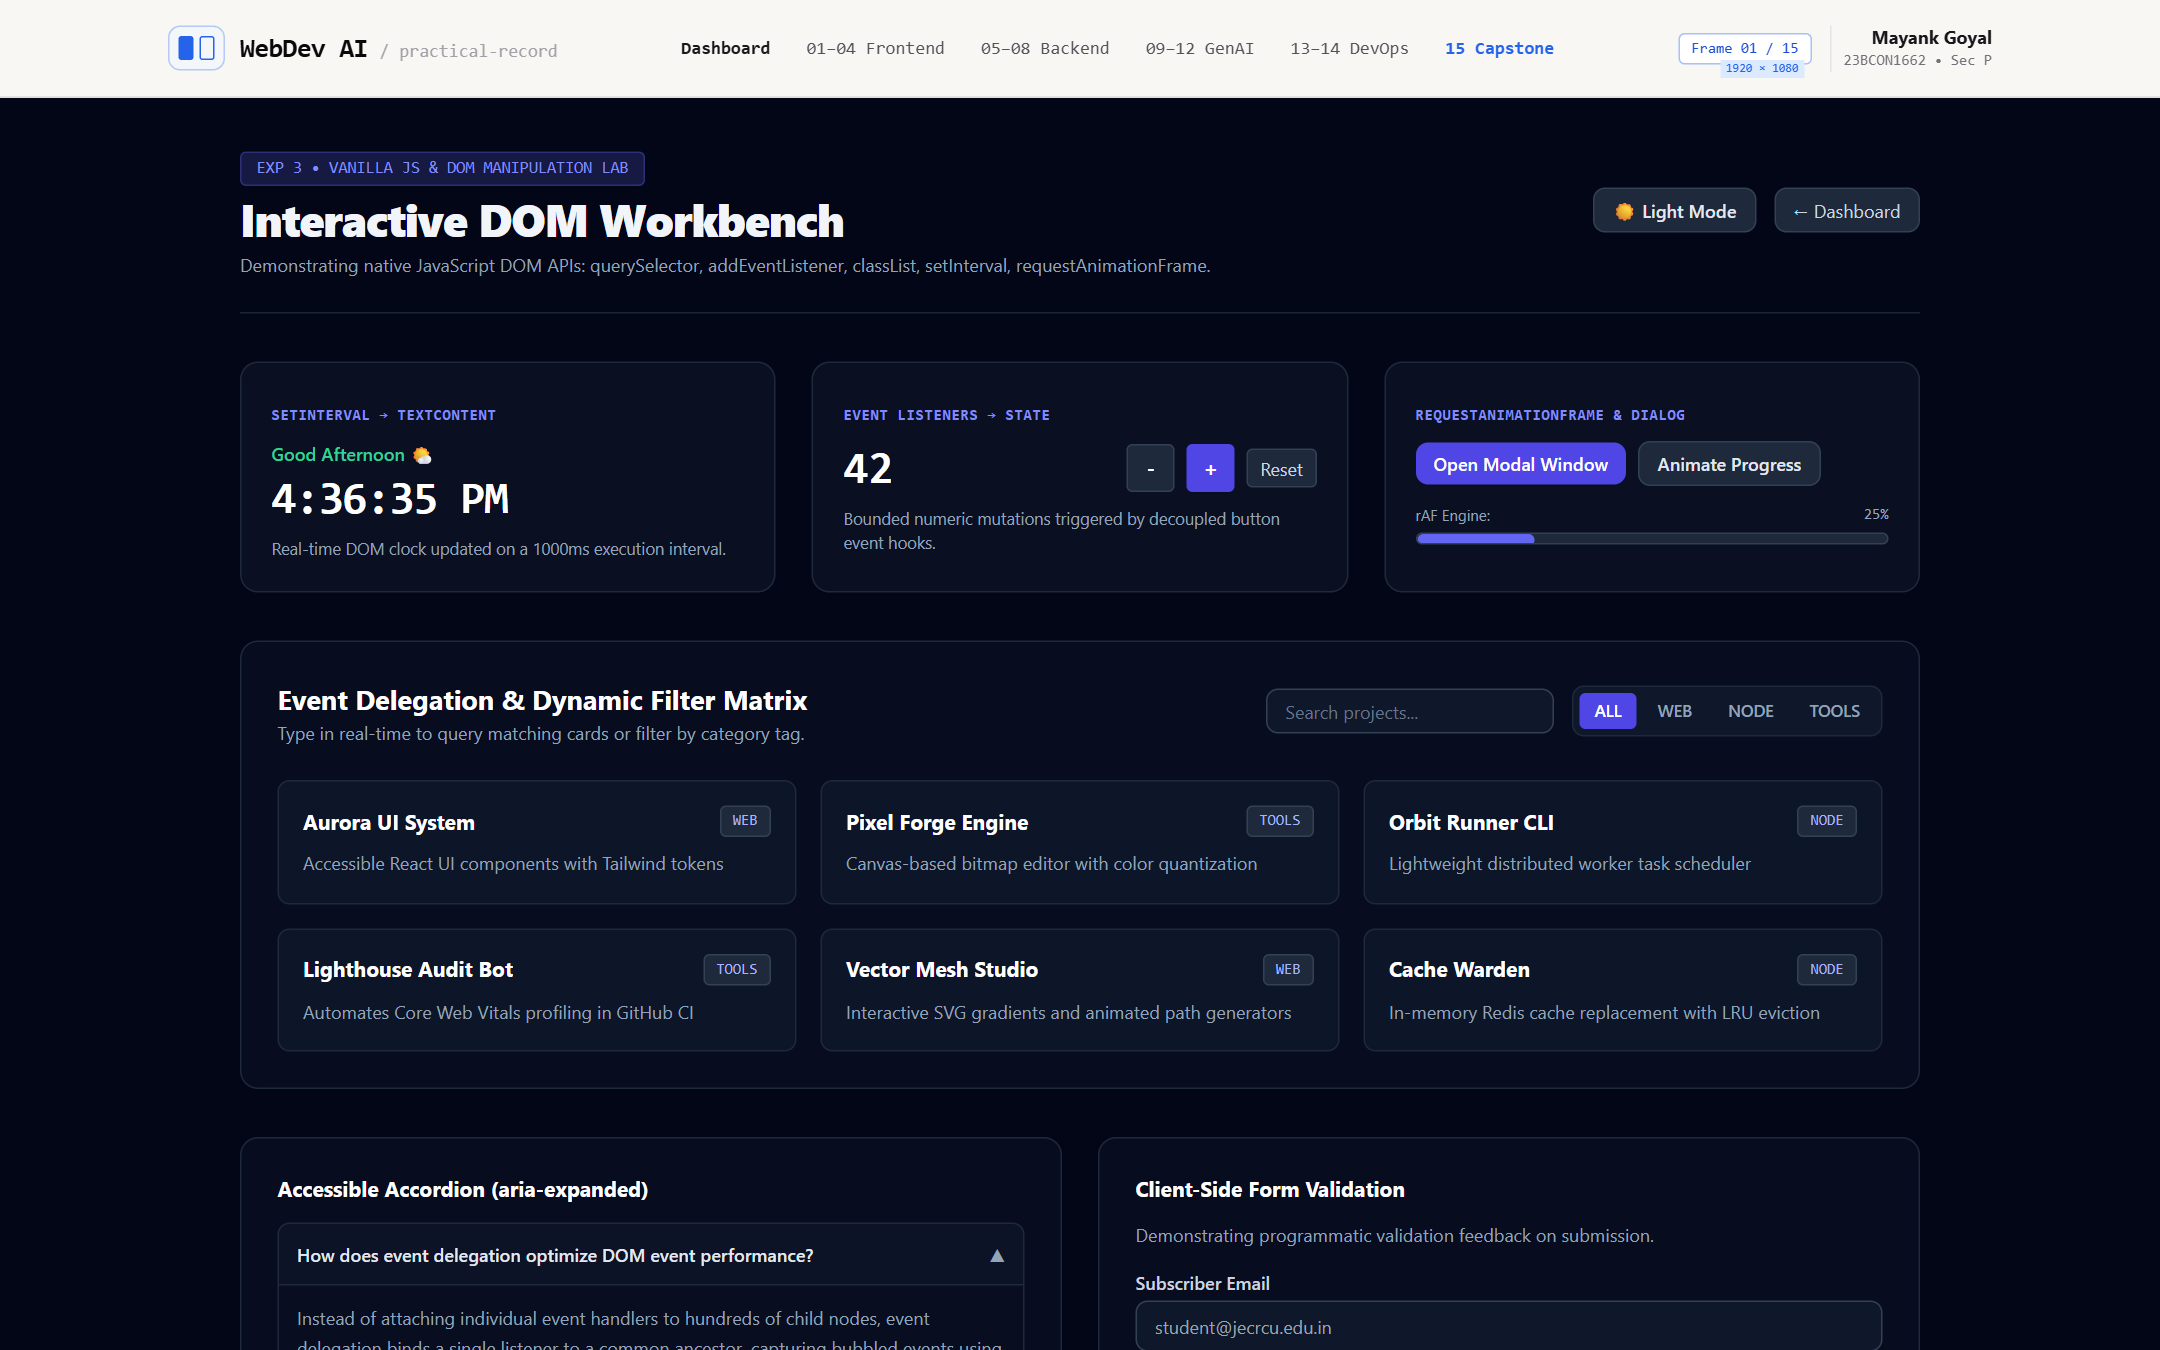 WebDev AI / practical-record
Dashboard
01–04 Frontend
05–08 Backend
09–12 GenAI
13–14 DevOps
15 Capstone
Frame 01 / 15
1920 × 1080
Mayank Goyal
23BCON1662 • Sec P
EXP 3 • VANILLA JS & DOM MANIPULATION LAB
Interactive DOM Workbench
Demonstrating native JavaScript DOM APIs: querySelector, addEventListener, classList, setInterval, requestAnimationFrame.
Light Mode
← Dashboard
SETINTERVAL → TEXTCONTENT
Good Afternoon
4:36:35 PM
Real-time DOM clock updated on a 1000ms execution interval.
EVENT LISTENERS → STATE
42
-
+
Reset
Bounded numeric mutations triggered by decoupled button
event hooks.
REQUESTANIMATIONFRAME & DIALOG
Open Modal Window
Animate Progress
rAF Engine:
25%
Event Delegation & Dynamic Filter Matrix
Type in real-time to query matching cards or filter by category tag.
Search projects...
ALL
WEB
NODE
TOOLS
Aurora UI System
WEB
Accessible React UI components with Tailwind tokens
Pixel Forge Engine
TOOLS
Canvas-based bitmap editor with color quantization
Orbit Runner CLI
NODE
Lightweight distributed worker task scheduler
Lighthouse Audit Bot
TOOLS
Automates Core Web Vitals profiling in GitHub CI
Vector Mesh Studio
WEB
Interactive SVG gradients and animated path generators
Cache Warden
NODE
In-memory Redis cache replacement with LRU eviction
Accessible Accordion (aria-expanded)
How does event delegation optimize DOM event performance?
▲
Instead of attaching individual event handlers to hundreds of child nodes, event
delegation binds a single listener to a common ancestor, capturing bubbled events using
Client-Side Form Validation
Demonstrating programmatic validation feedback on submission.
Subscriber Email
student@jecrcu.edu.in